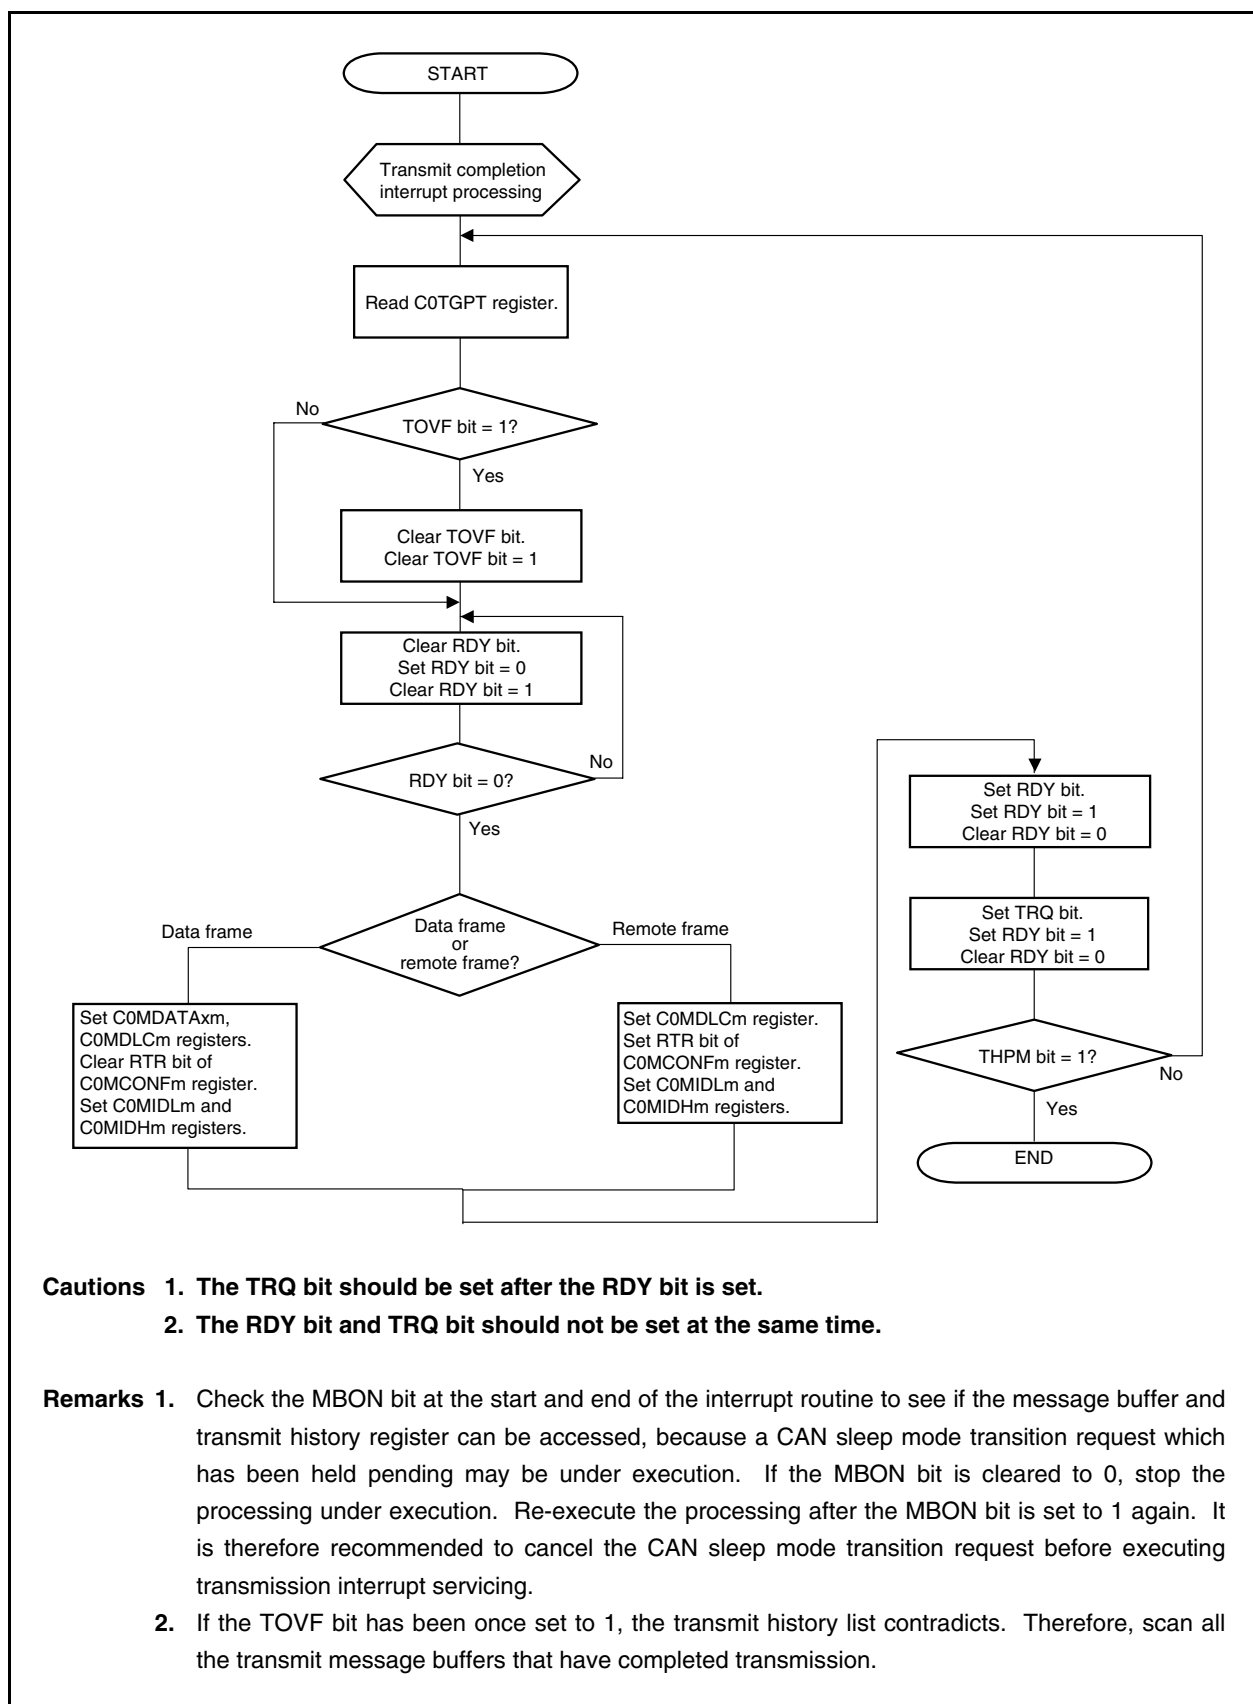 START
Transmit completion
interrupt processing
Read C0TGPT register.
No
TOVF bit = 1?
Yes
Clear TOVF bit.
Clear TOVF bit = 1
Clear RDY bit.
Set RDY bit = 0
Clear RDY bit = 1
No
RDY bit = 0?
Yes
Data frame
Data frame
or
remote frame?
Remote frame
Set C0MDATAxm,
C0MDLCm registers.
Clear RTR bit of
C0MCONFm register.
Set C0MIDLm and
C0MIDHm registers.
Set C0MDLCm register.
Set RTR bit of
C0MCONFm register.
Set C0MIDLm and
C0MIDHm registers.
Set RDY bit.
Set RDY bit = 1
Clear RDY bit = 0
Set TRQ bit.
Set RDY bit = 1
Clear RDY bit = 0
THPM bit = 1?
No
Yes
END
Cautions 1. The TRQ bit should be set after the RDY bit is set.
2. The RDY bit and TRQ bit should not be set at the same time.
Remarks 1. Check the MBON bit at the start and end of the interrupt routine to see if the message buffer and
transmit history register can be accessed, because a CAN sleep mode transition request which
has been held pending may be under execution. If the MBON bit is cleared to 0, stop the
processing under execution. Re-execute the processing after the MBON bit is set to 1 again. It
is therefore recommended to cancel the CAN sleep mode transition request before executing
transmission interrupt servicing.
2. If the TOVF bit has been once set to 1, the transmit history list contradicts. Therefore, scan all
the transmit message buffers that have completed transmission.